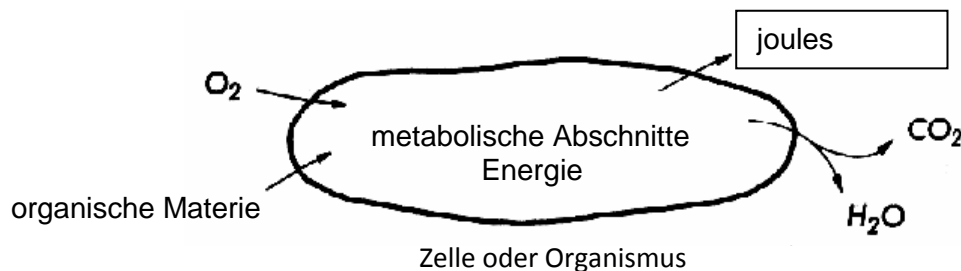 joules
O₂
metabolische Abschnitte
Energie
CO₂
organische Materie
H₂O
Zelle oder Organismus